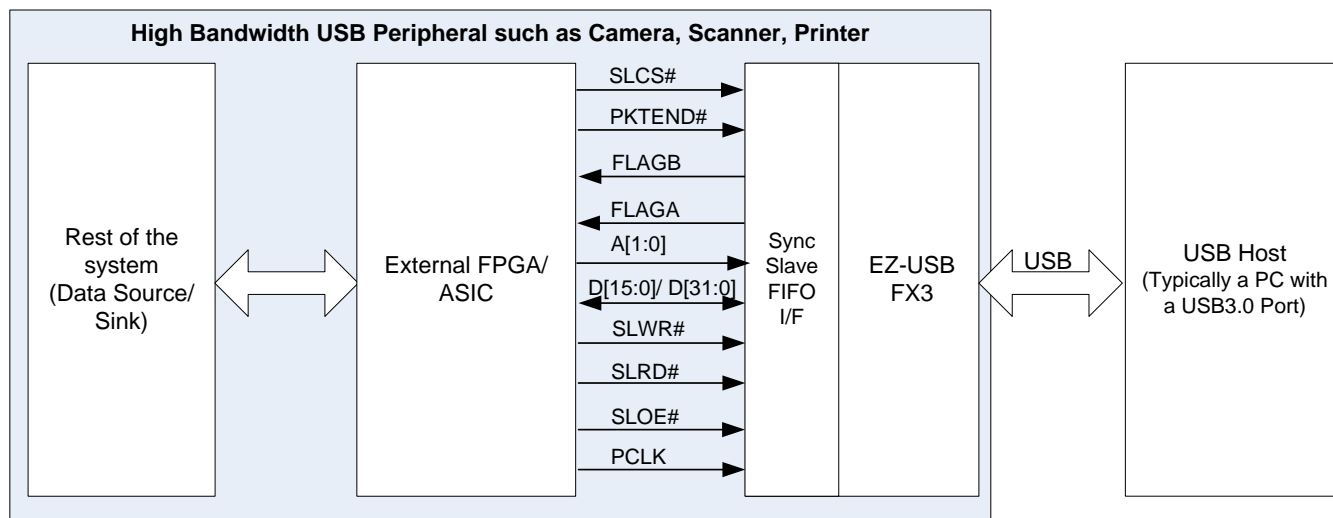 High Bandwidth USB Peripheral such as Camera, Scanner, Printer
Rest of the
system
(Data Source/
Sink)
External FPGA/
ASIC
SLCS#
PKTEND#
FLAGB
FLAGA
A[1:0]
D[15:0]/ D[31:0]
SLWR#
SLRD#
SLOE#
PCLK
Sync
Slave
FIFO
I/F
EZ-USB
FX3
USB
USB Host
(Typically a PC with
a USB3.0 Port)